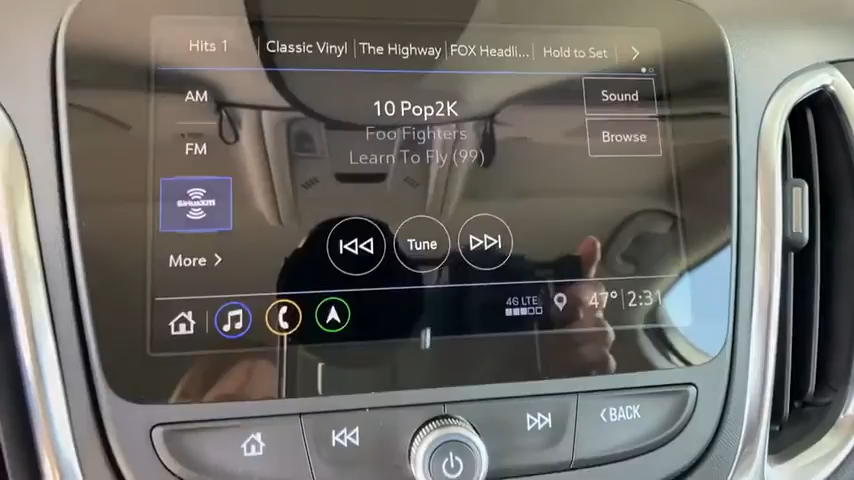 Hits 1 Classic Vinyl The Highway FOX Headli... Hold to Set
AM
10 Pop2K
Sound
Foo Fighters
FM
Browse
Learn To Fly (99)
SiriusXM
Tune
More
4G LTE
47° 2:31
BACK